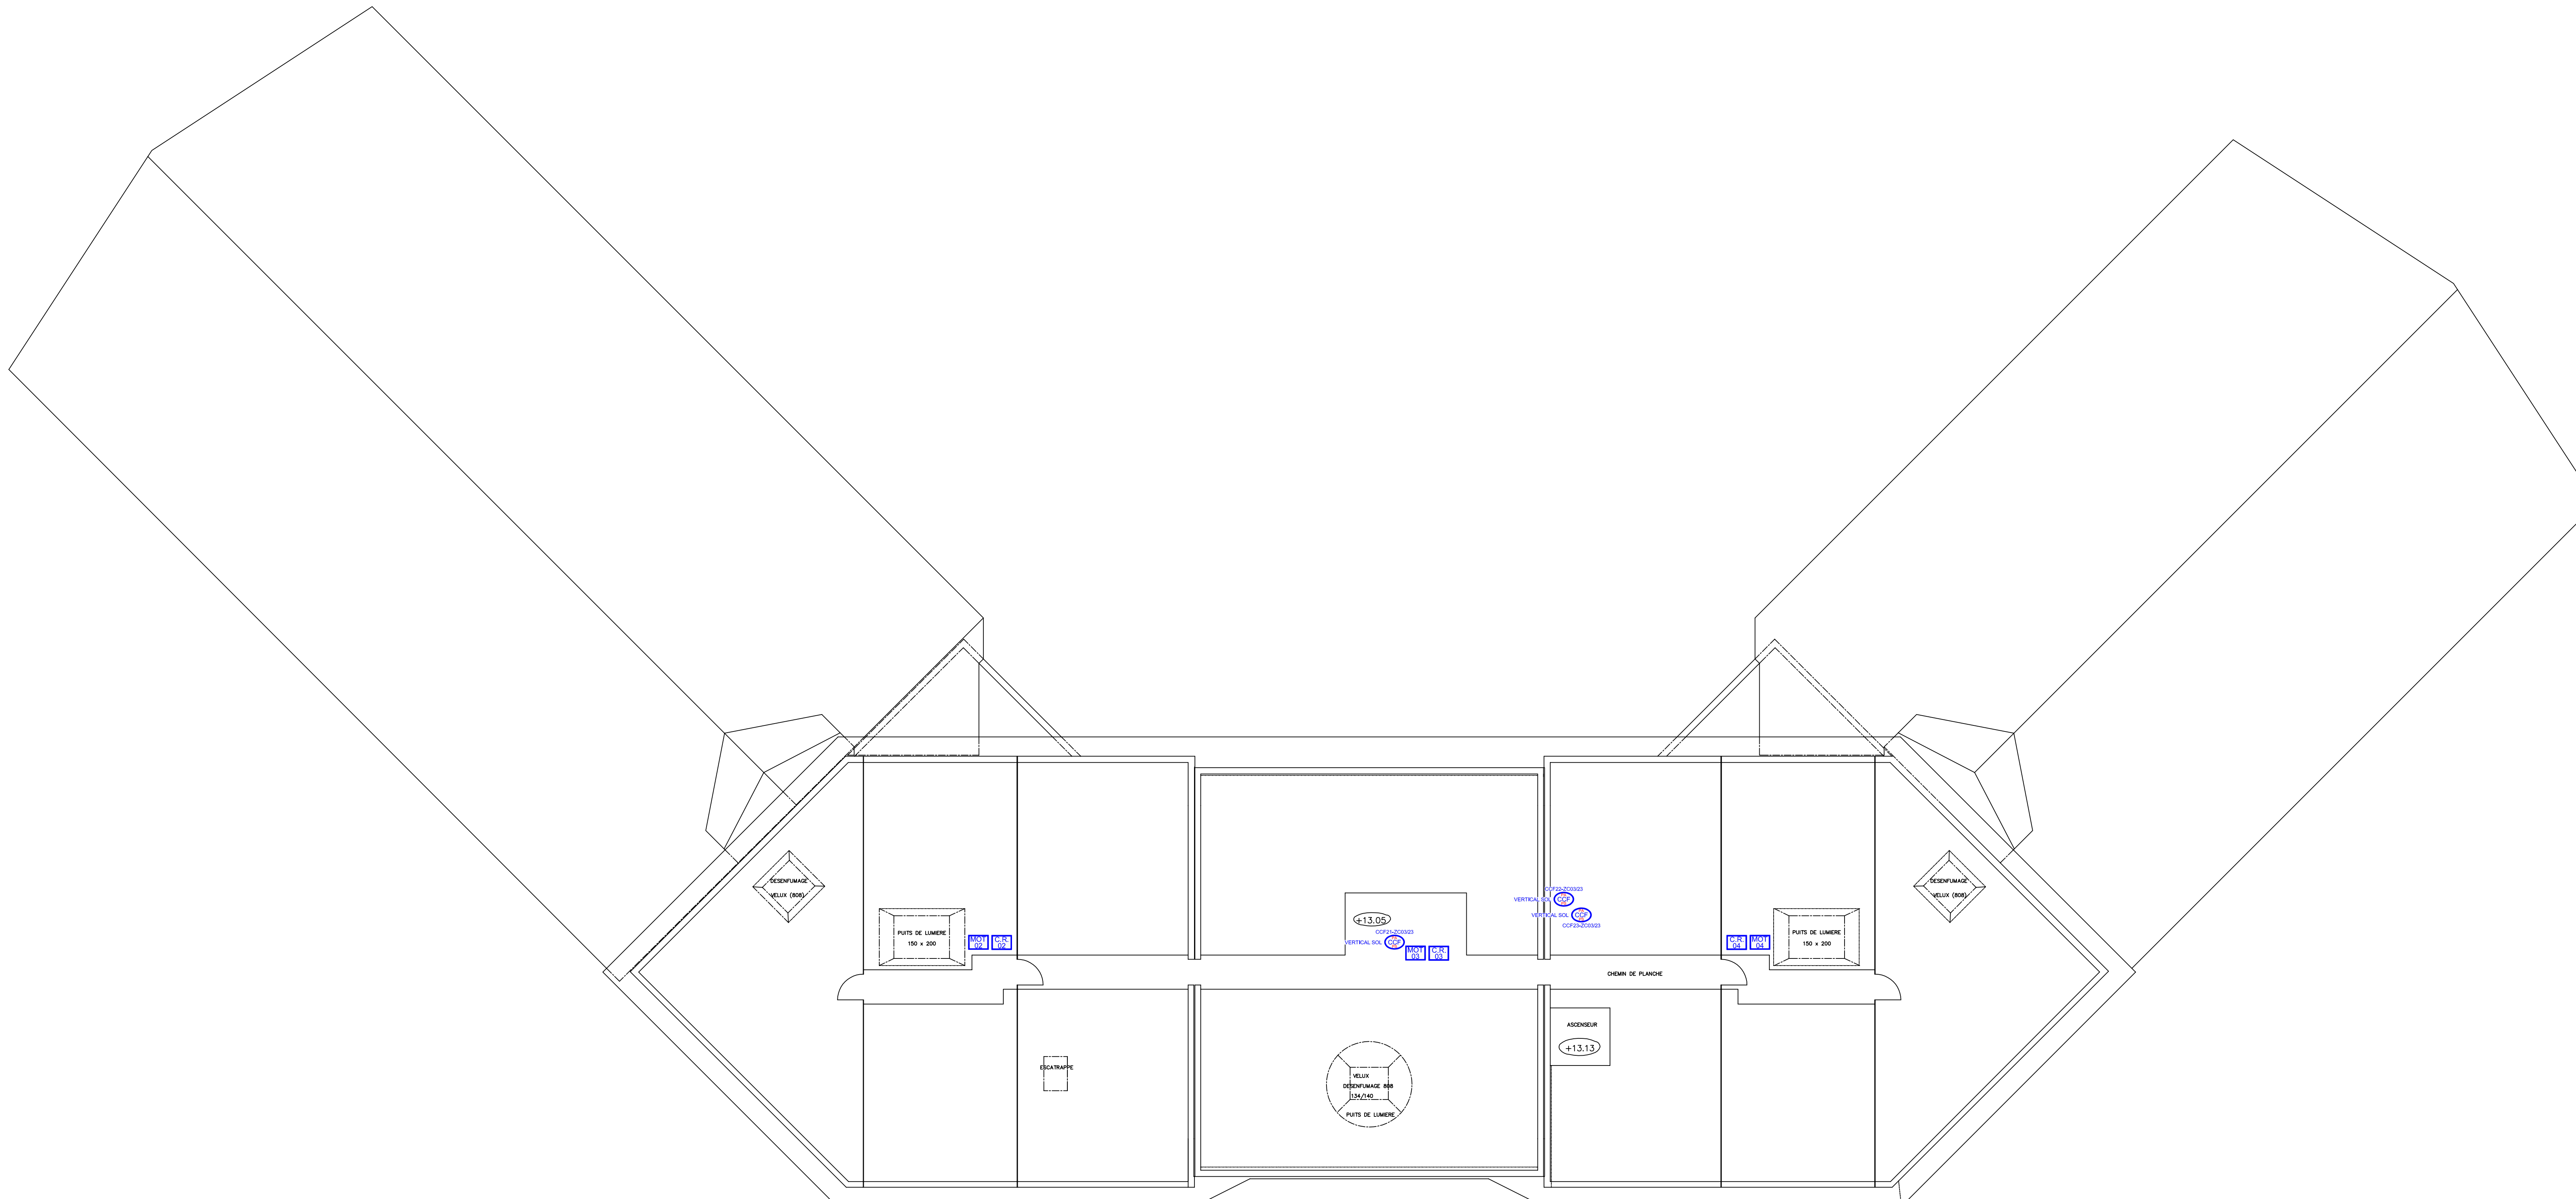 DESENFUMAGE
VELUX (808)
PUITS DE LUMIERE
150 x 200
MOT
02
C.R.
02
ESCATRAPPE
+13.05
CCF21-ZC03/23
VERTICAL SOL
CCF
MOT
03
C.R.
03
VELUX
DESENFUMAGE 808
134/140
PUITS DE LUMIERE
CCF22-ZC03/23
VERTICAL SOL
CCF
VERTICAL SOL
CCF
CCF23-ZC03/23
CHEMIN DE PLANCHE
ASCENSEUR
+13.13
C.R.
04
MOT
04
PUITS DE LUMIERE
150 x 200
DESENFUMAGE
VELUX (808)